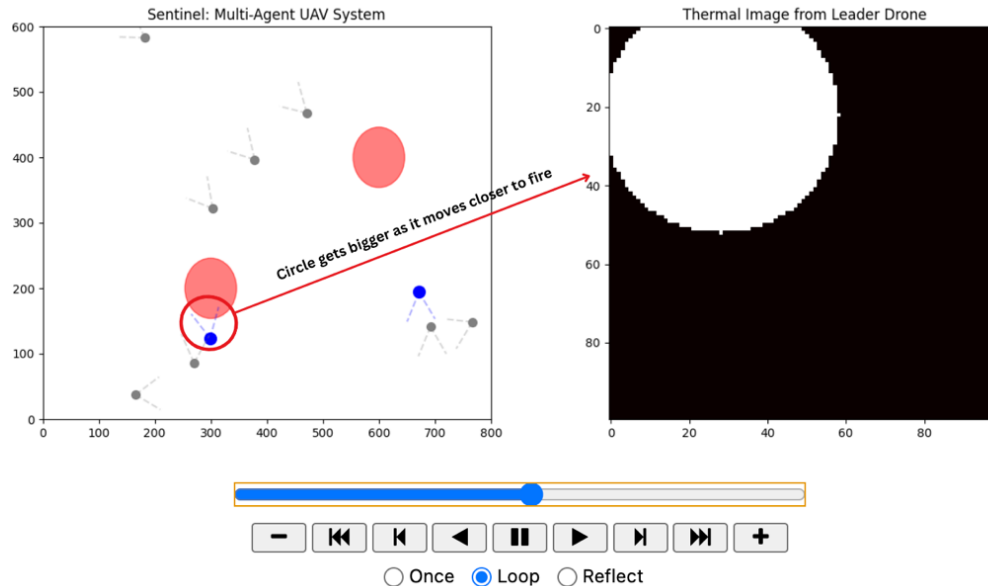 Sentinel: Multi-Agent UAV System
600
500
400
300
200
100
0
0 100 200 300 400 500 600 700 800
Circle gets bigger as it moves closer to fire
Thermal Image from Leader Drone
0
20
40
60
80
0 20 40 60 80
Once Loop Reflect